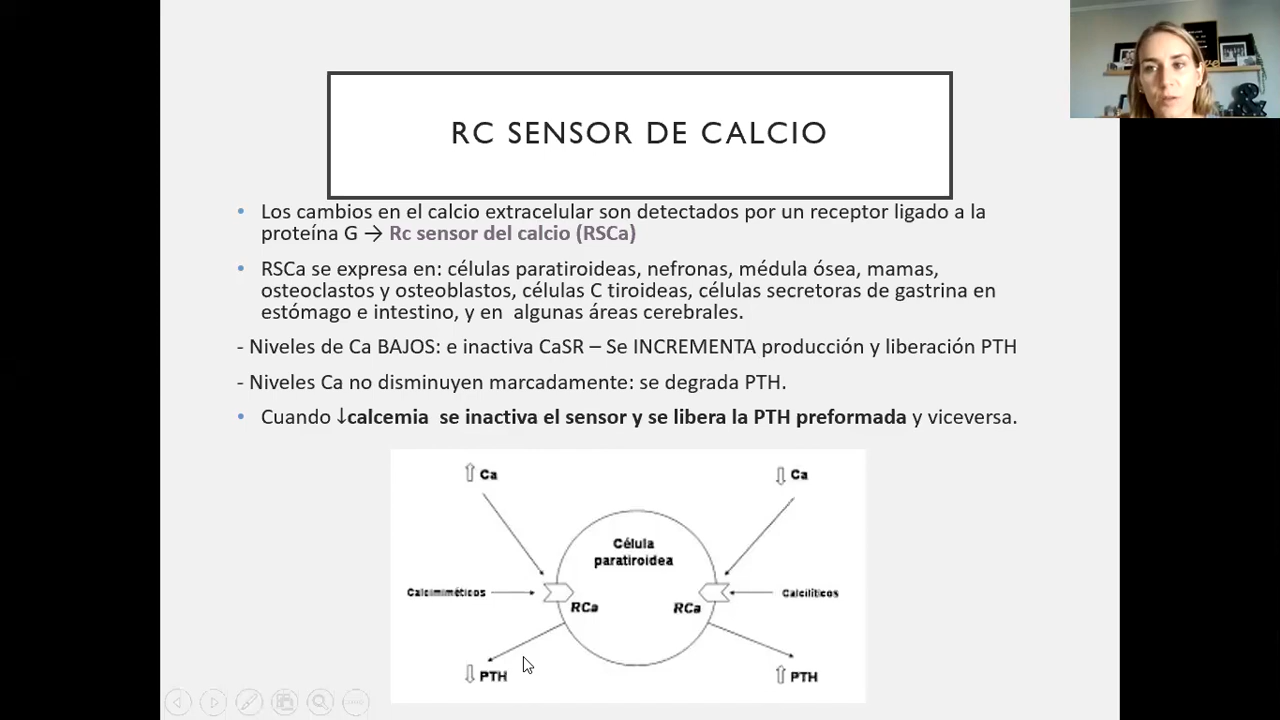 RC SENSOR DE CALCIO
• Los cambios en el calcio extracelular son detectados por un receptor ligado a la
proteína G → Rc sensor del calcio (RSCa)
• RSCa se expresa en: células paratiroideas, nefronas, médula ósea, mamas,
osteoclastos y osteoblastos, células C tiroideas, células secretoras de gastrina en
estómago e intestino, y en algunas áreas cerebrales.
- Niveles de Ca BAJOS: e inactiva CaSR – Se INCREMENTA producción y liberación PTH
- Niveles Ca no disminuyen marcadamente: se degrada PTH.
• Cuando ↓calcemia se inactiva el sensor y se libera la PTH preformada y viceversa.
⇧ Ca
⇩ Ca
Célula
paratiroidea
Calcimiméticos
Calcilíticos
RCa
RCa
⇩ PTH
⇧ PTH